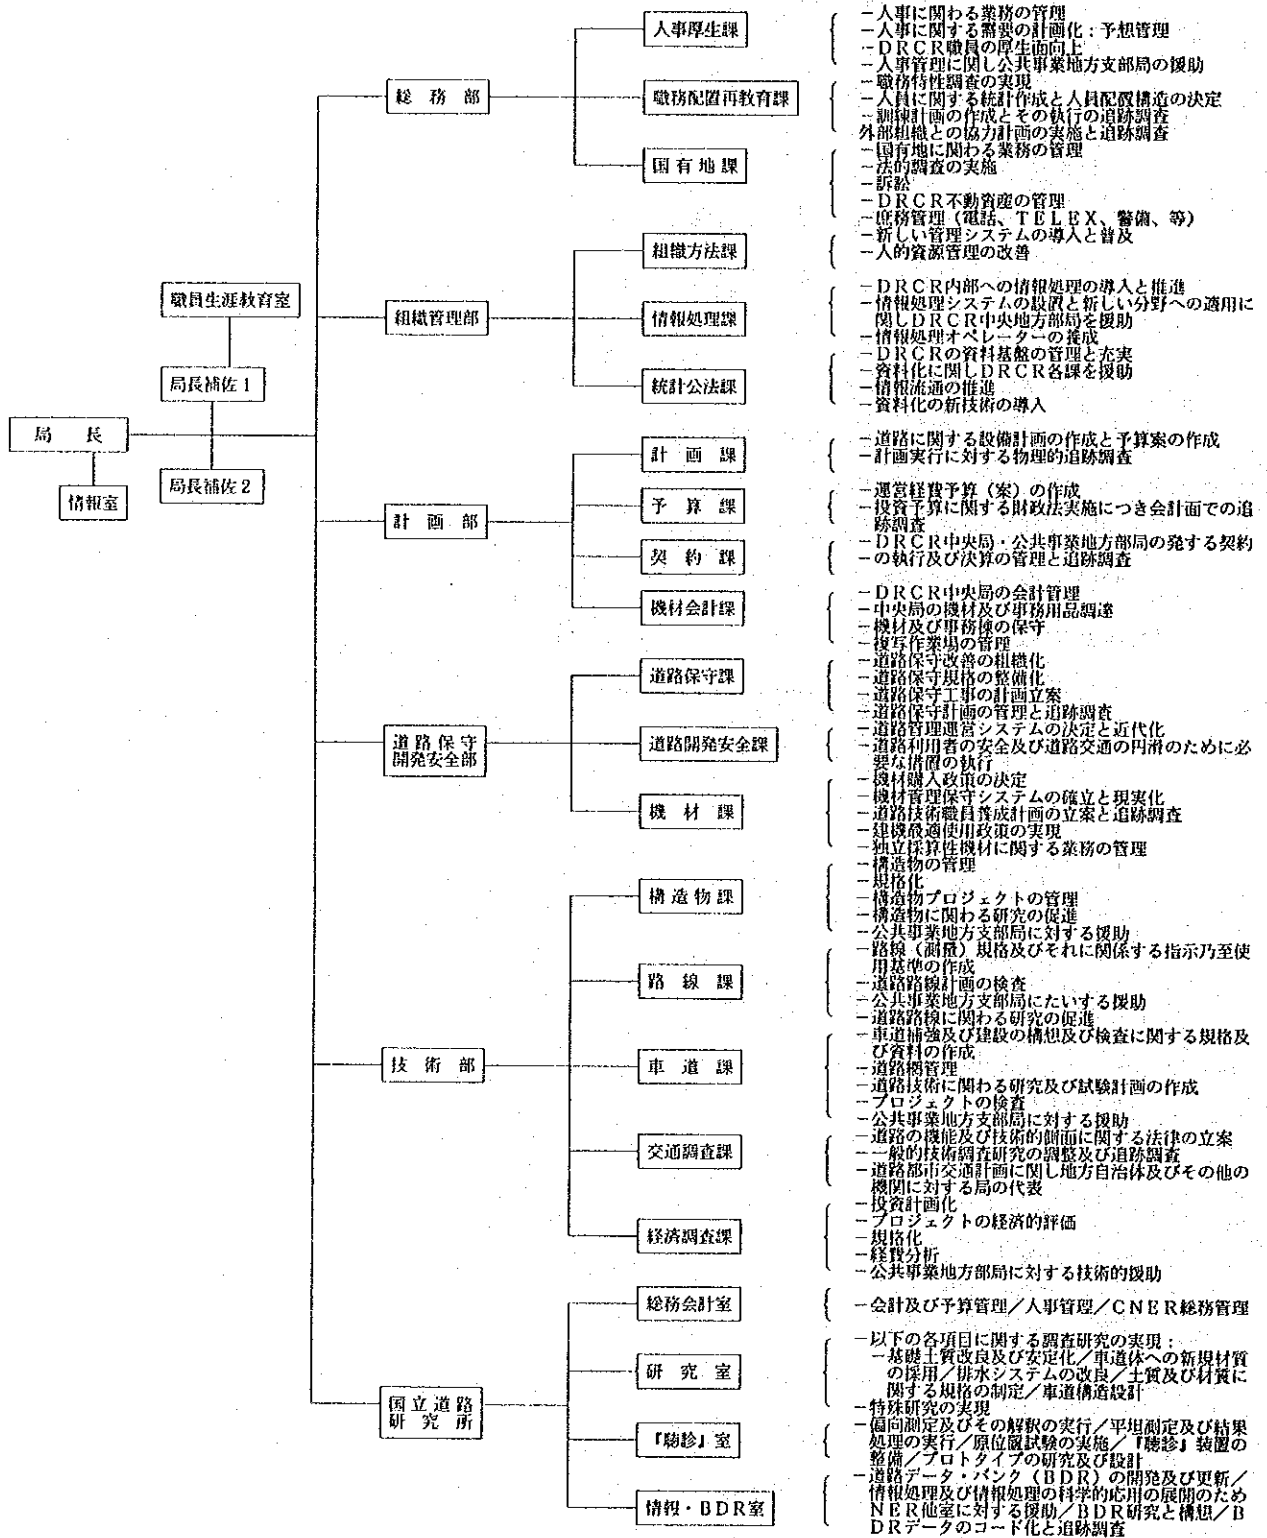 局長
情報室
職員生涯教育室
局長補佐1
局長補佐2
総務部
人事厚生課
－人事に関わる業務の管理
－人事に関する需要の計画化：予想管理
－DRCR職員の厚生面向上
－人事管理に関し公共事業地方支部局の援助
職務配置再教育課
－職務特性調査の実現
－人員に関する統計作成と人員配置構造の決定
－訓練計画の作成とその執行の追跡調査
外部組織との協力計画の実施と追跡調査
国有地課
－国有地に関わる業務の管理
－法的調査の実施
－訴訟
－DRCR不動資産の管理
－庶務管理（電話、TELEX、警備、等）
組織管理部
組織方法課
－新しい管理システムの導入と普及
－人的資源管理の改善
情報処理課
－DRCR内部への情報処理の導入と推進
－情報処理システムの設置と新しい分野への適用に
関しDRCR中央地方部局を援助
－情報処理オペレーターの養成
統計公法課
－DRCRの資料基盤の管理と充実
－資料化に関しDRCR各課を援助
－情報流通の推進
－資料化の新技術の導入
計画部
計画課
－道路に関する設備計画の作成と予算案の作成
－計画実行に対する物理的追跡調査
予算課
－運営経費予算（案）の作成
－投資予算に関する財政法実施につき会計面での追
跡調査
契約課
－DRCR中央局・公共事業地方部局の発する契約
－の執行及び決算の管理と追跡調査
機材会計課
－DRCR中央局の会計管理
－中央局の機材及び事務用品調達
－機材及び事務棟の保守
－複写作業場の管理
道路保守
開発安全部
道路保守課
－道路保守改善の組織化
－道路保守規格の整備化
－道路保守工事の計画立案
－道路保守計画の管理と追跡調査
道路開発安全課
－道路管理運営システムの決定と近代化
－道路利用者の安全及び道路交通の円滑のために必
要な措置の執行
機材課
－機材購入政策の決定
－機材管理保守システムの確立と現実化
－道路技術職員養成計画の立案と追跡調査
－建機最適使用政策の実現
－独立採算性機材に関する業務の管理
技術部
構造物課
－構造物の管理
－規格化
－構造物プロジェクトの管理
－構造物に関わる研究の促進
－公共事業地方支部局に対する援助
路線課
－路線（測量）規格及びそれに関係する指示乃至使
用基準の作成
－道路路線計画の検査
－公共事業地方支部局にたいする援助
－道路路線に関わる研究の促進
車道課
－車道補強及び建設の構想及び検査に関する規格及
び資料の作成
－道路網管理
－道路技術に関わる研究及び試験計画の作成
－プロジェクトの検査
－公共事業地方支部局に対する援助
交通調査課
－道路の機能及び技術的側面に関する法律の立案
－一般的技術調査研究の調整及び追跡調査
－道路都市交通計画に関し地方自治体及びその他の
機関に対する局の代表
経済調査課
－投資計画化
－プロジェクトの経済的評価
－規格化
－経費分析
－公共事業地方部局に対する技術的援助
国立道路
研究所
総務会計室
－会計及び予算管理／人事管理／CNER総務管理
研究室
－以下の各項目に関する調査研究の実現：
－基礎土質改良及び安定化／車道体への新規材質
の採用／排水システムの改良／土質及び材質に
関する規格の制定／車道構造設計
－特殊研究の実現
『聴診』室
－偏向測定及びその解釈の実行／平坦測定及び結果
処理の実行／原位置試験の実施／『聴診』装置の
整備／プロトタイプの研究及び設計
情報・BDR室
－道路データ・バンク（BDR）の開発及び更新／
情報処理及び情報処理の科学的応用の展開のため
NER他室に対する援助／BDR研究と構想／B
DRデータのコード化と追跡調査